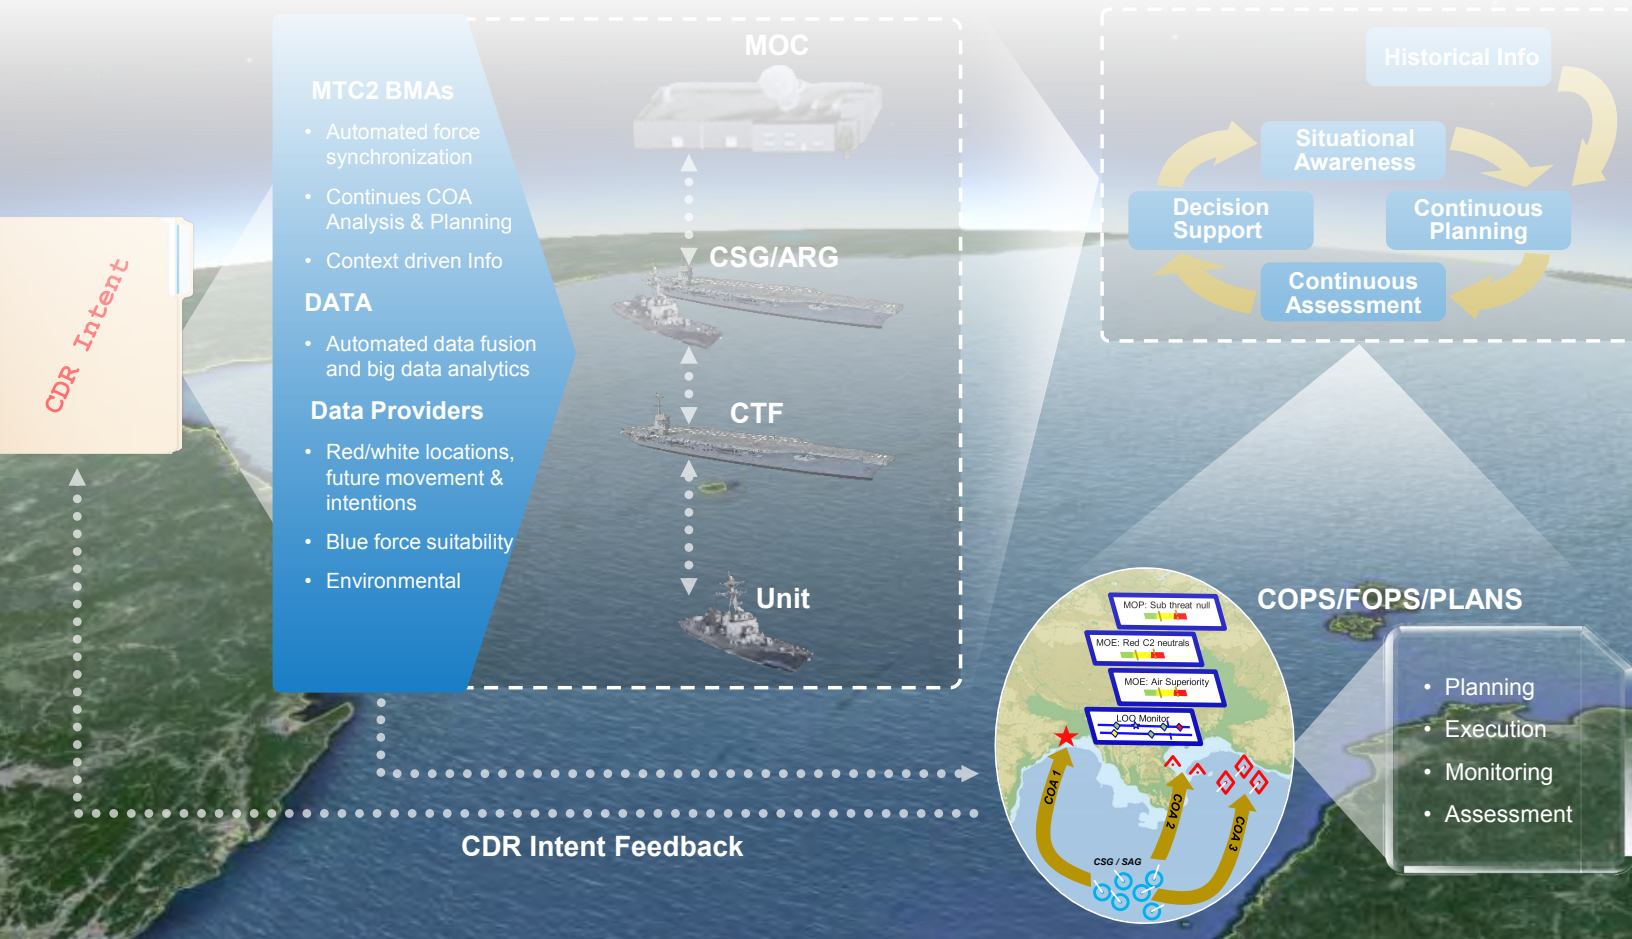 CDR Intent
MTC2 BMAs
• Automated force
synchronization
• Continues COA
Analysis & Planning
• Context driven Info
DATA
• Automated data fusion
and big data analytics
Data Providers
• Red/white locations,
future movement &
intentions
• Blue force suitability
• Environmental
MOC
CSG/ARG
CTF
Unit
Historical Info
Situational
Awareness
Decision
Support
Continuous
Planning
Continuous
Assessment
MOP: Sub threat null
MOE: Red C2 neutrals
MOE: Air Superiority
LOO Monitor
COA 1
COA 2
COA 3
CSG / SAG
COPS/FOPS/PLANS
• Planning
• Execution
• Monitoring
• Assessment
CDR Intent Feedback